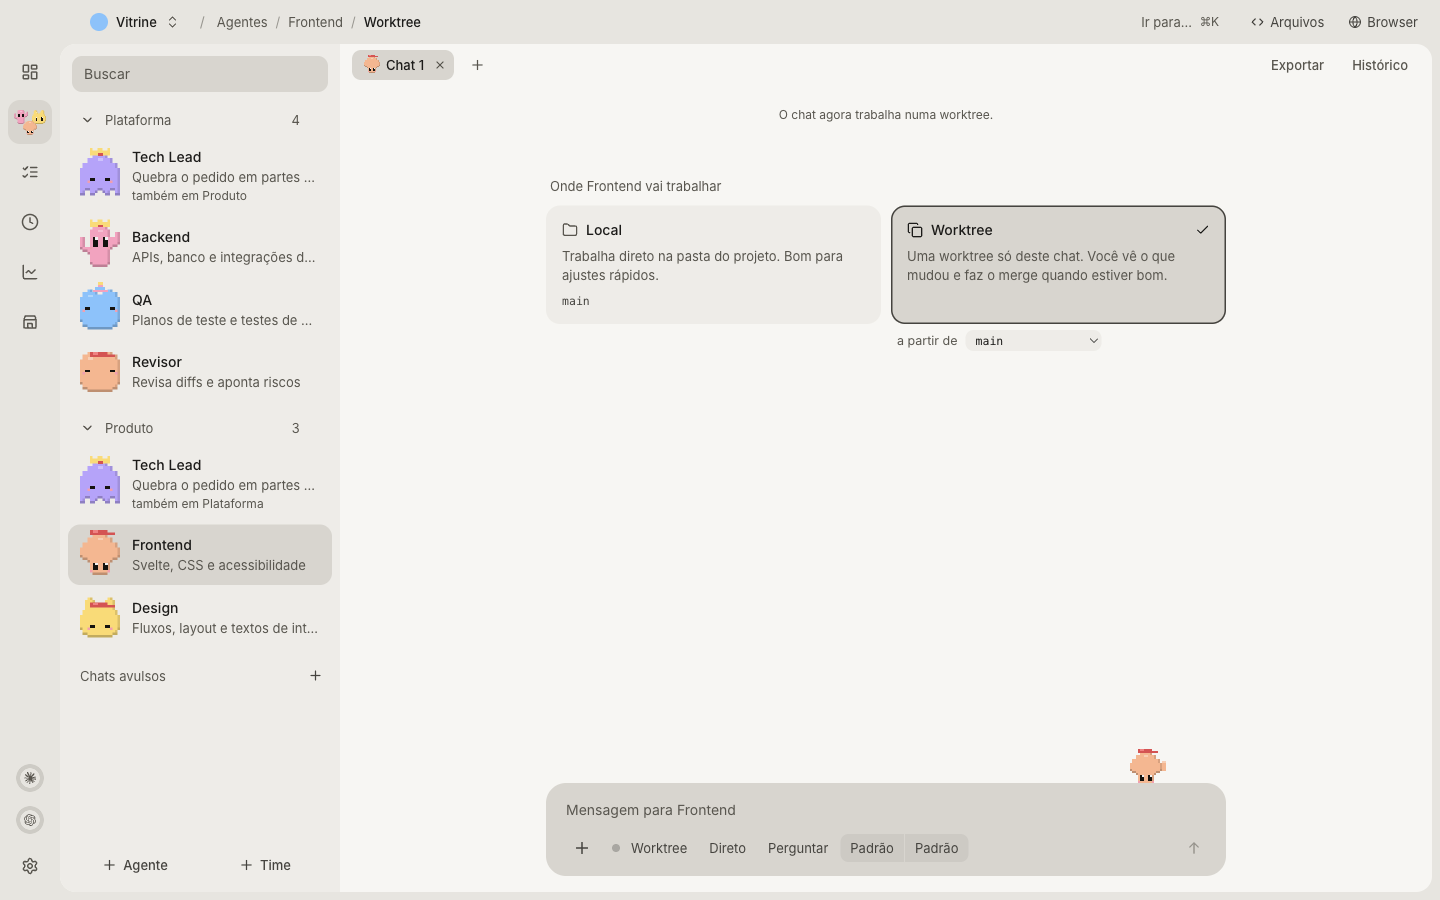 Vitrine / Agentes / Frontend / Worktree
Ir para... ⌘K
Arquivos
Browser
Buscar
Plataforma 4
Tech Lead
Quebra o pedido em partes ...
também em Produto
Backend
APIs, banco e integrações d...
QA
Planos de teste e testes de ...
Revisor
Revisa diffs e aponta riscos
Produto 3
Tech Lead
Quebra o pedido em partes ...
também em Plataforma
Frontend
Svelte, CSS e acessibilidade
Design
Fluxos, layout e textos de int...
Chats avulsos
Agente
Time
Chat 1
Exportar
Histórico
O chat agora trabalha numa worktree.
Onde Frontend vai trabalhar
Local
Trabalha direto na pasta do projeto. Bom para
ajustes rápidos.
main
Worktree
Uma worktree só deste chat. Você vê o que
mudou e faz o merge quando estiver bom.
a partir de main
Mensagem para Frontend
Worktree Direto Perguntar Padrão Padrão